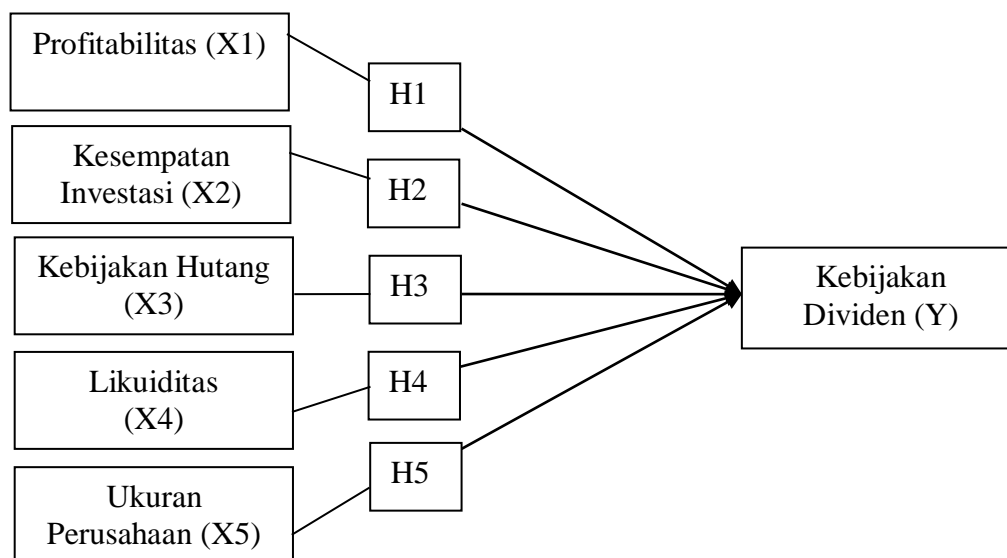 Profitabilitas (X1)
H1
Kesempatan
Investasi (X2)
H2
Kebijakan Hutang
(X3)
H3
Likuiditas
(X4)
H4
Ukuran
Perusahaan (X5)
H5
Kebijakan
Dividen (Y)